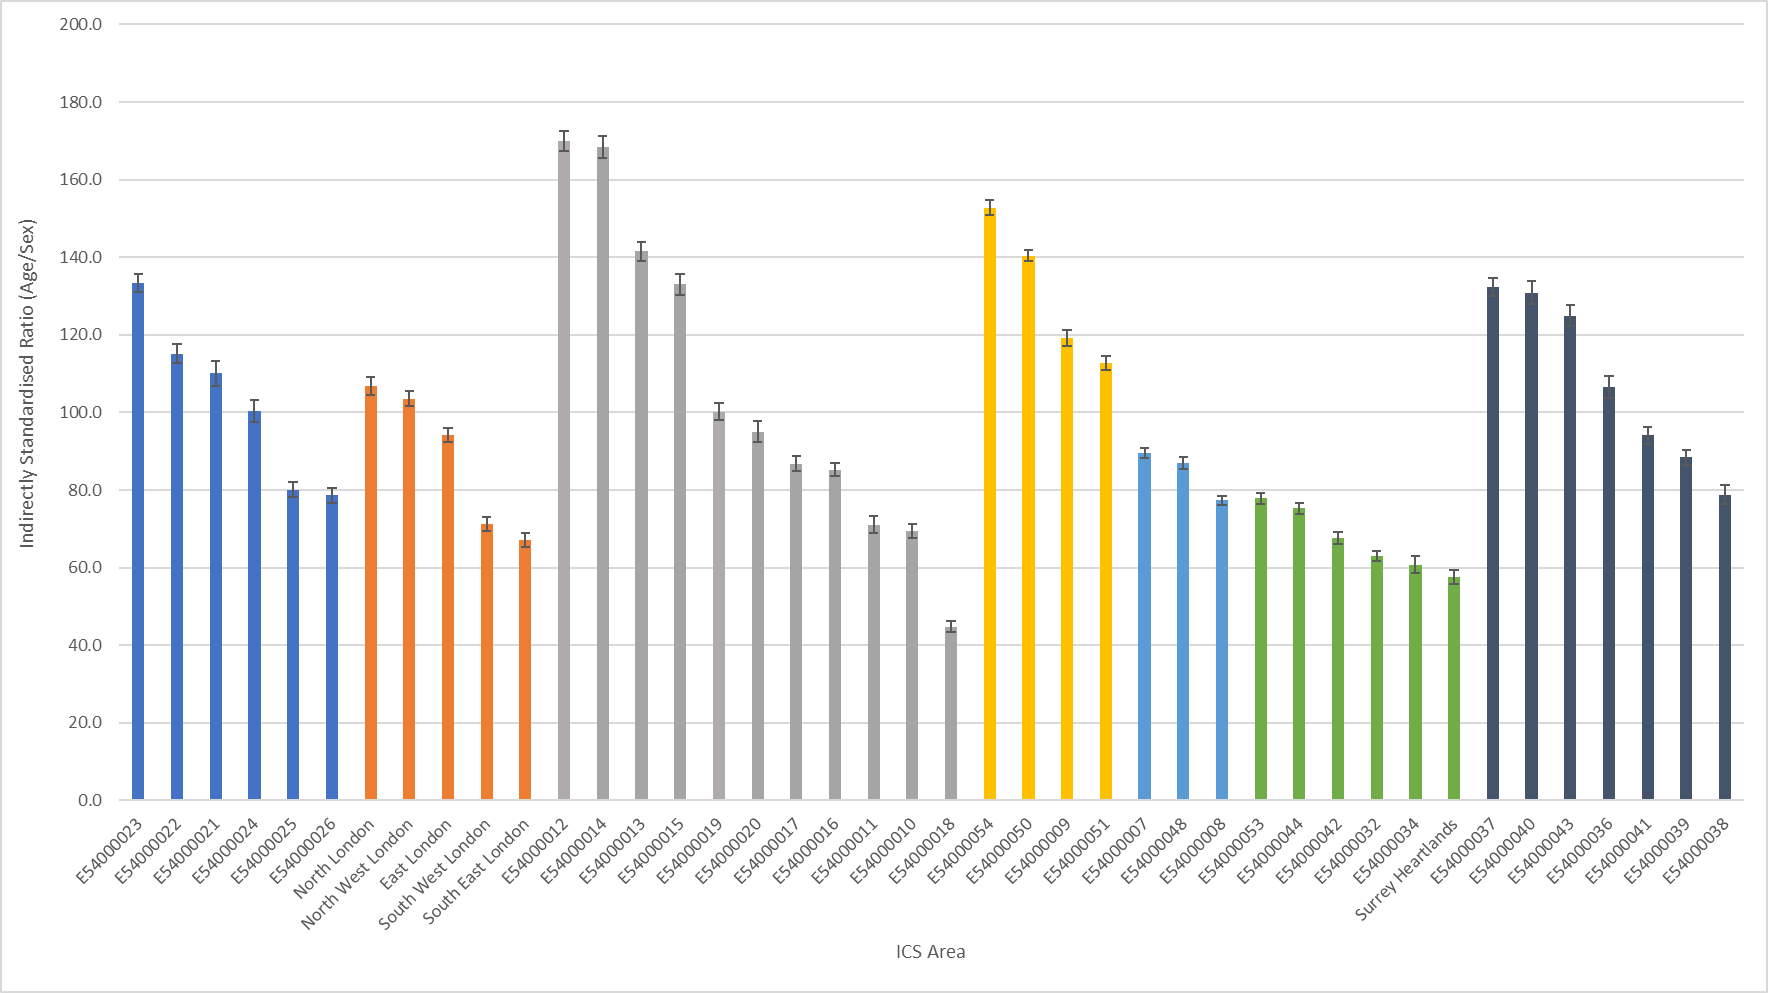 200.0
180.0
160.0
140.0
120.0
100.0
80.0
60.0
40.0
20.0
0.0
Indirectly Standardised Ratio (Age/Sex)
E54000023
E54000022
E54000021
E54000024
E54000025
E54000026
North London
North West London
East London
South West London
South East London
E54000012
E54000014
E54000013
E54000015
E54000019
E54000020
E54000017
E54000016
E54000011
E54000010
E54000018
E54000054
E54000050
E54000009
E54000051
E54000007
E54000048
E54000008
E54000053
E54000044
E54000042
E54000032
E54000034
Surrey Heartlands
E54000037
E54000040
E54000043
E54000036
E54000041
E54000039
E54000038
ICS Area